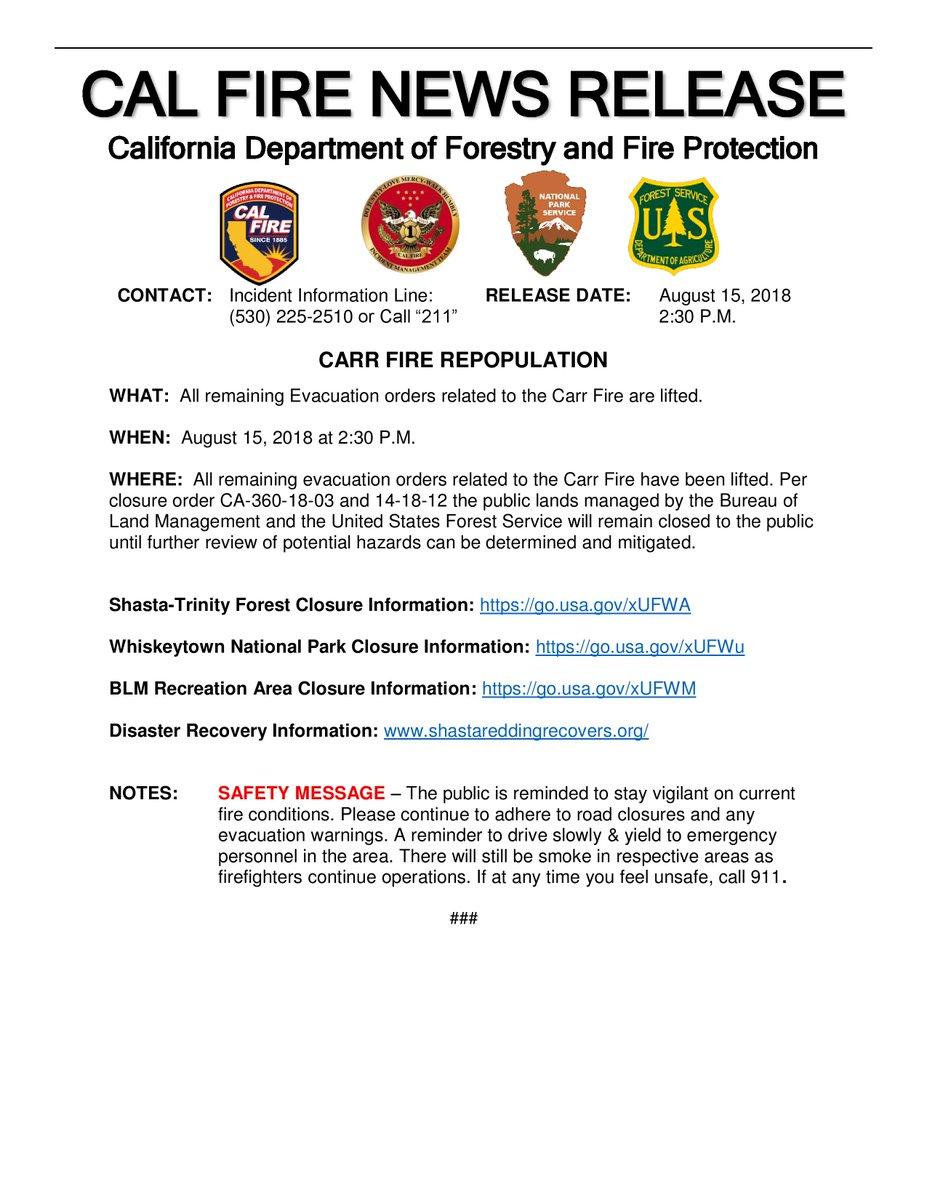 CAL FIRE NEWS RELEASE
California Department of Forestry and Fire Protection
CALIFORNIA DEPARTMENT OF
FORESTRY & FIRE PROTECTION
CAL
FIRE
SINCE 1885
DO JUSTLY-LOVE MERCY-WALK HUMBLY
1
CAL FIRE
INCIDENT MANAGEMENT TEAM
NATIONAL
PARK
SERVICE
FOREST SERVICE
U S
DEPARTMENT OF AGRICULTURE
CONTACT: Incident Information Line: RELEASE DATE: August 15, 2018
(530) 225-2510 or Call “211” 2:30 P.M.
CARR FIRE REPOPULATION
WHAT: All remaining Evacuation orders related to the Carr Fire are lifted.
WHEN: August 15, 2018 at 2:30 P.M.
WHERE: All remaining evacuation orders related to the Carr Fire have been lifted. Per
closure order CA-360-18-03 and 14-18-12 the public lands managed by the Bureau of
Land Management and the United States Forest Service will remain closed to the public
until further review of potential hazards can be determined and mitigated.
Shasta-Trinity Forest Closure Information: https://go.usa.gov/xUFWA
Whiskeytown National Park Closure Information: https://go.usa.gov/xUFWu
BLM Recreation Area Closure Information: https://go.usa.gov/xUFWM
Disaster Recovery Information: www.shastareddingrecovers.org/
NOTES: SAFETY MESSAGE – The public is reminded to stay vigilant on current
fire conditions. Please continue to adhere to road closures and any
evacuation warnings. A reminder to drive slowly & yield to emergency
personnel in the area. There will still be smoke in respective areas as
firefighters continue operations. If at any time you feel unsafe, call 911.
###